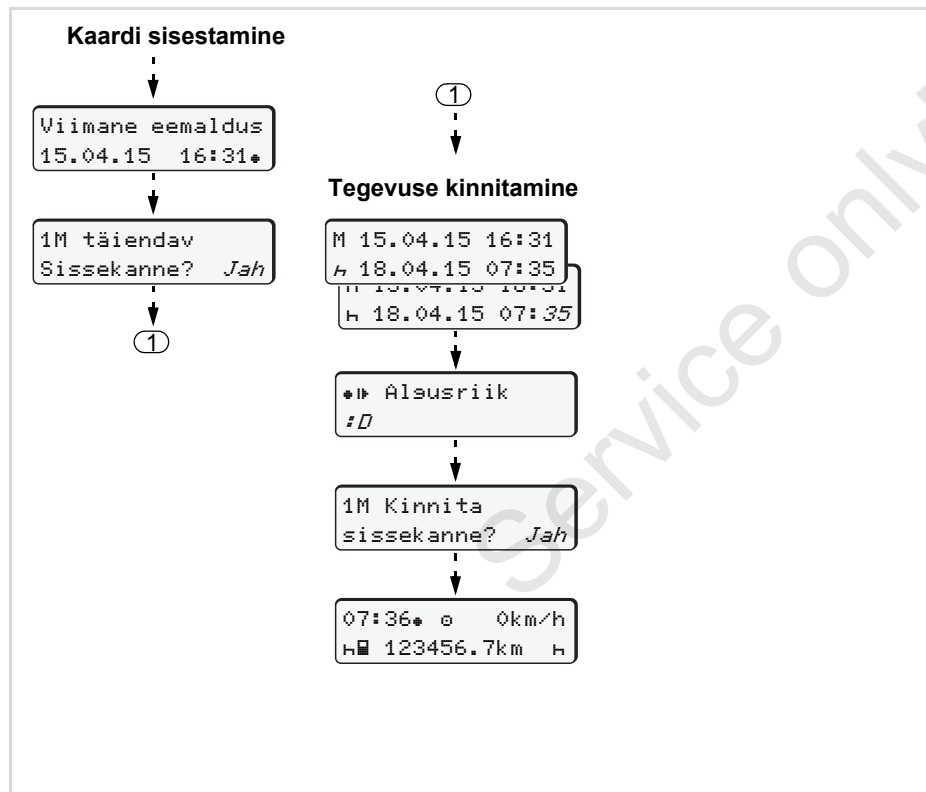 Kaardi sisestamine
Viimane eemaldus
15.04.15 16:31
1M täiendav
Sissekanne? Jah
1
1
Tegevuse kinnitamine
M 15.04.15 16:31
18.04.15 07:35
18.04.15 07:35
Algusriik
:D
1M Kinnita
sissekanne? Jah
07:36 0km/h
123456.7km
Service only